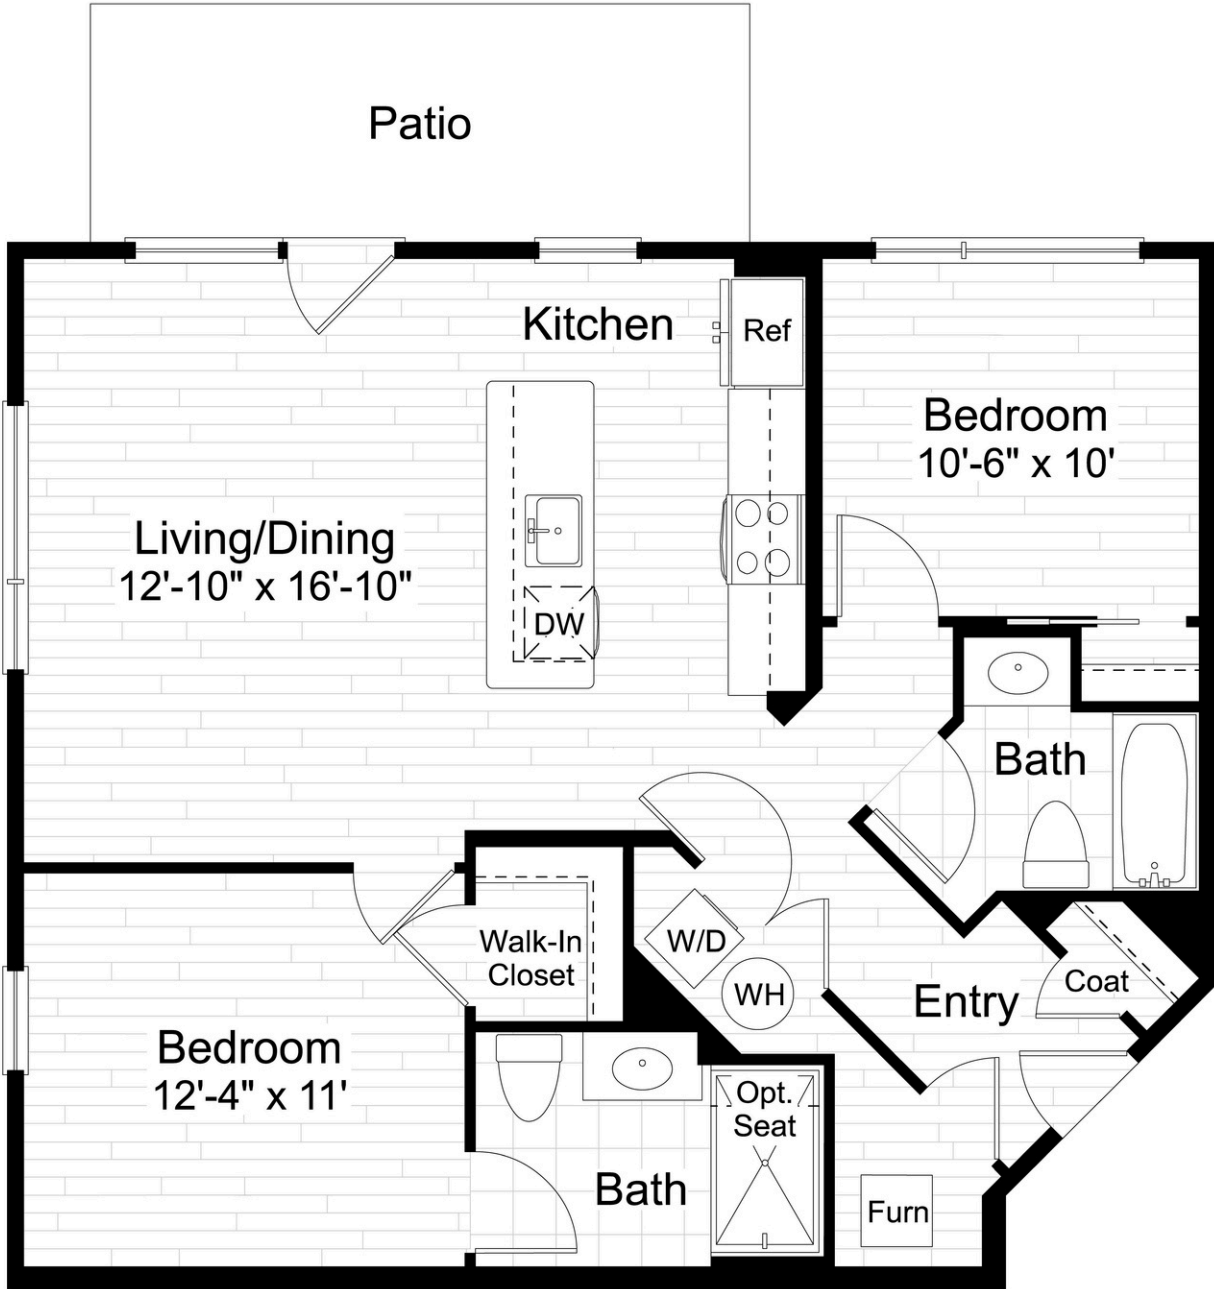 Patio
Kitchen
Ref
Bedroom
10'-6" x 10'
Living/Dining
12'-10" x 16'-10"
DW
Bath
Walk-In
Closet
W/D
WH
Entry
Coat
Bedroom
12'-4" x 11'
Opt.
Seat
Bath
Furn